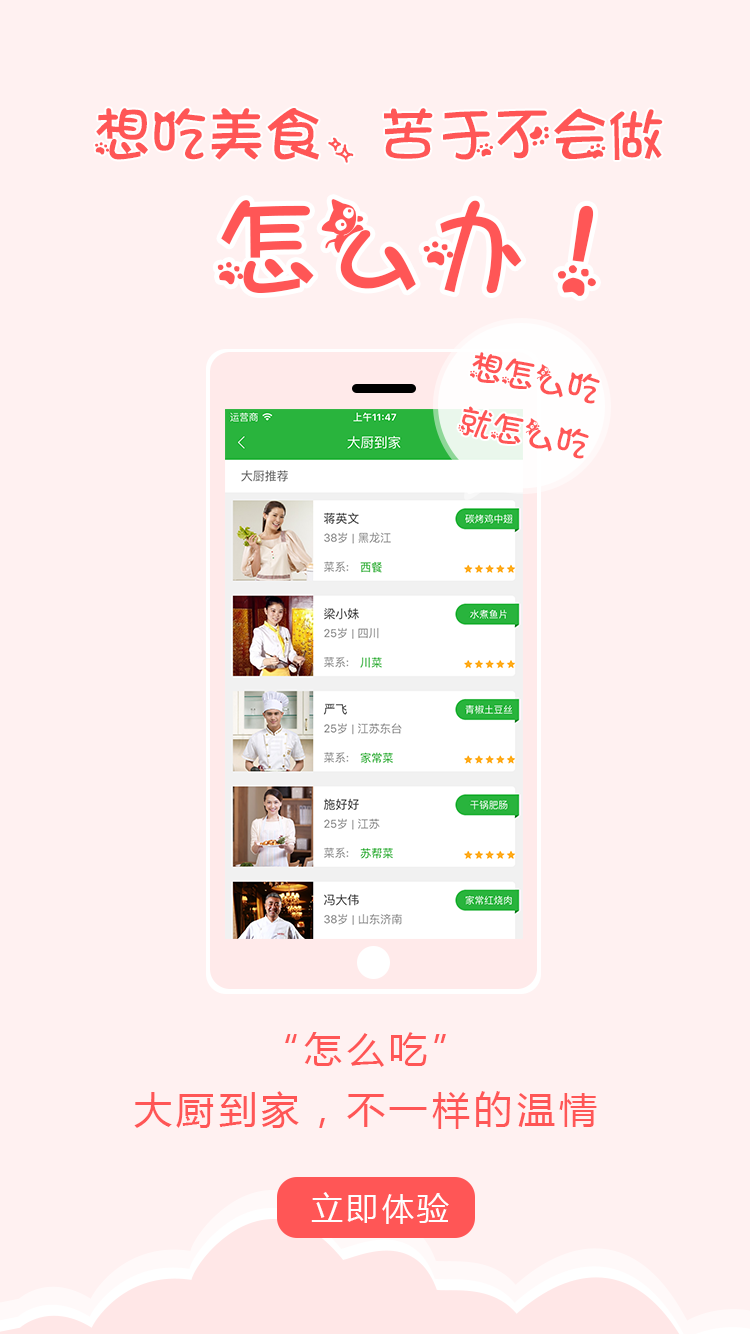 想吃美食、苦于不会做
怎么办！
想怎么吃
就怎么吃
运营商 上午11:47
大厨到家
大厨推荐
蒋英文 碳烤鸡中翅
38岁 | 黑龙江
菜系: 西餐
梁小妹 水煮鱼片
25岁 | 四川
菜系: 川菜
严飞 青椒土豆丝
25岁 | 江苏东台
菜系: 家常菜
施好好 干锅肥肠
25岁 | 江苏
菜系: 苏帮菜
冯大伟 家常红烧肉
38岁 | 山东济南
“怎么吃”
大厨到家，不一样的温情
立即体验